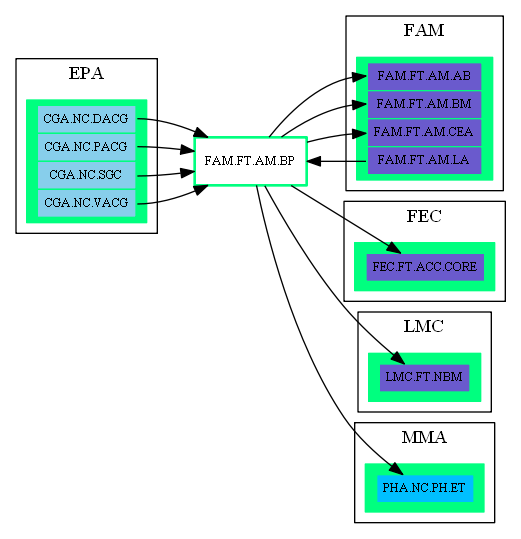 EPA
CGA.NC.DACG
CGA.NC.PACG
CGA.NC.SGC
CGA.NC.VACG
FAM.FT.AM.BP
FAM
FAM.FT.AM.AB
FAM.FT.AM.BM
FAM.FT.AM.CEA
FAM.FT.AM.LA
FEC
FEC.FT.ACC.CORE
LMC
LMC.FT.NBM
MMA
PHA.NC.PH.ET